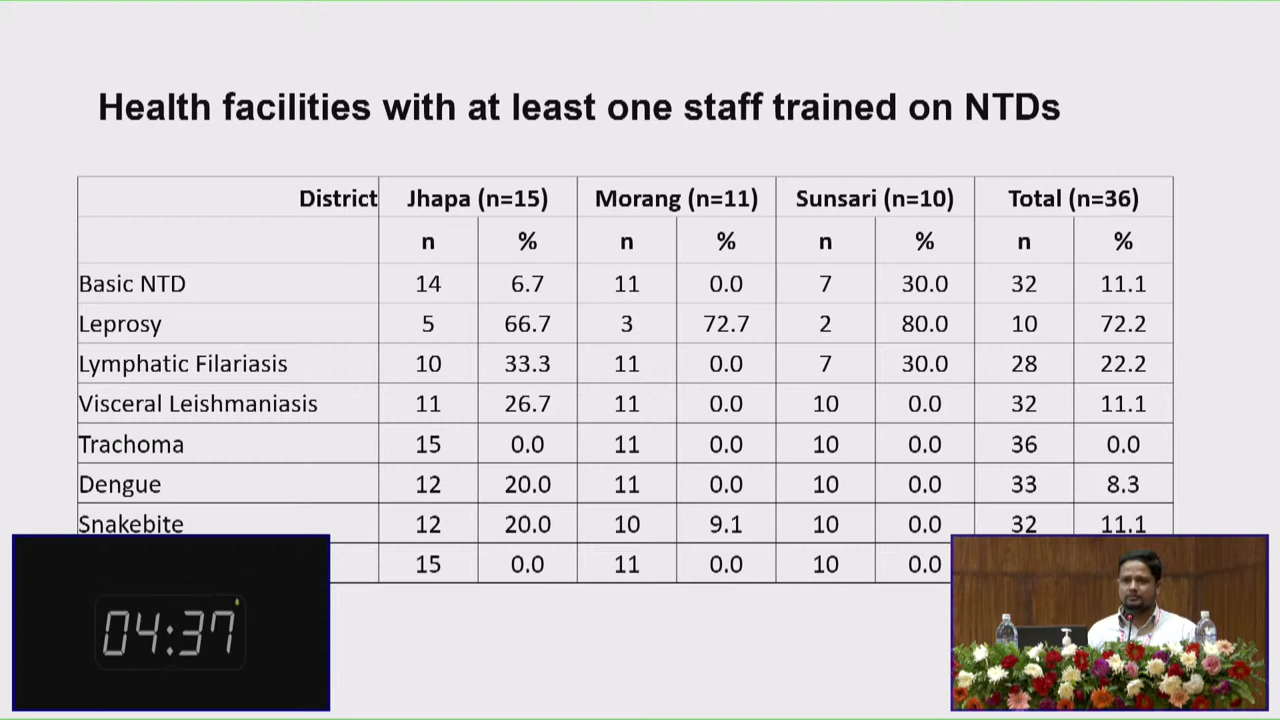 Health facilities with at least one staff trained on NTDs
District Jhapa (n=15) Morang (n=11) Sunsari (n=10) Total (n=36)
n % n % n % n %
Basic NTD 14 6.7 11 0.0 7 30.0 32 11.1
Leprosy 5 66.7 3 72.7 2 80.0 10 72.2
Lymphatic Filariasis 10 33.3 11 0.0 7 30.0 28 22.2
Visceral Leishmaniasis 11 26.7 11 0.0 10 0.0 32 11.1
Trachoma 15 0.0 11 0.0 10 0.0 36 0.0
Dengue 12 20.0 11 0.0 10 0.0 33 8.3
Snakebite 12 20.0 10 9.1 10 0.0 32 11.1
15 0.0 11 0.0 10 0.0
04:37